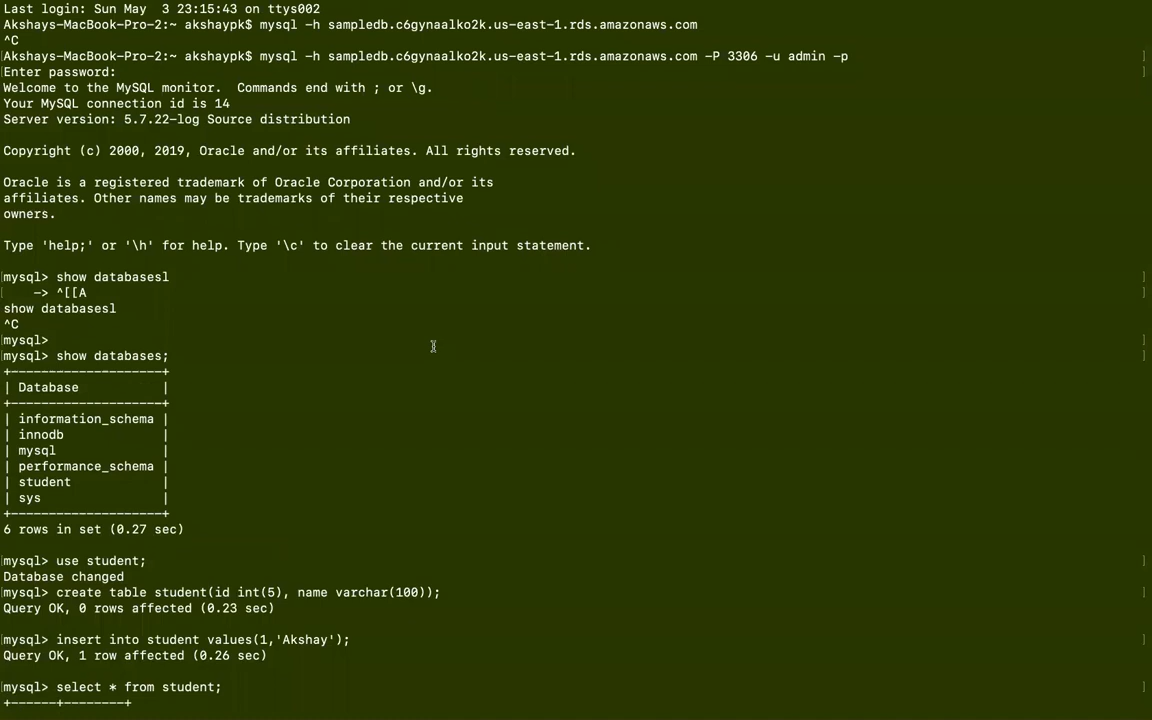 Last login: Sun May  3 23:15:43 on ttys002
Akshays-MacBook-Pro-2:~ akshaypk$ mysql -h sampledb.c6gynaalko2k.us-east-1.rds.amazonaws.com
^C
[Akshays-MacBook-Pro-2:~ akshaypk$ mysql -h sampledb.c6gynaalko2k.us-east-1.rds.amazonaws.com -P 3306 -u admin -p ]
[Enter password: ]
Welcome to the MySQL monitor.  Commands end with ; or \g.
Your MySQL connection id is 14
Server version: 5.7.22-log Source distribution

Copyright (c) 2000, 2019, Oracle and/or its affiliates. All rights reserved.

Oracle is a registered trademark of Oracle Corporation and/or its
affiliates. Other names may be trademarks of their respective
owners.

Type 'help;' or '\h' for help. Type '\c' to clear the current input statement.

[mysql> show databasesl ]
[    -> ^[[A ]
show databasesl
^C
[mysql> ]
[mysql> show databases; ]
+--------------------+
| Database           |
+--------------------+
| information_schema |
| innodb             |
| mysql              |
| performance_schema |
| student            |
| sys                |
+--------------------+
6 rows in set (0.27 sec)

[mysql> use student; ]
Database changed
[mysql> create table student(id int(5), name varchar(100)); ]
Query OK, 0 rows affected (0.23 sec)

[mysql> insert into student values(1,'Akshay'); ]
Query OK, 1 row affected (0.26 sec)

[mysql> select * from student; ]
+------+--------+